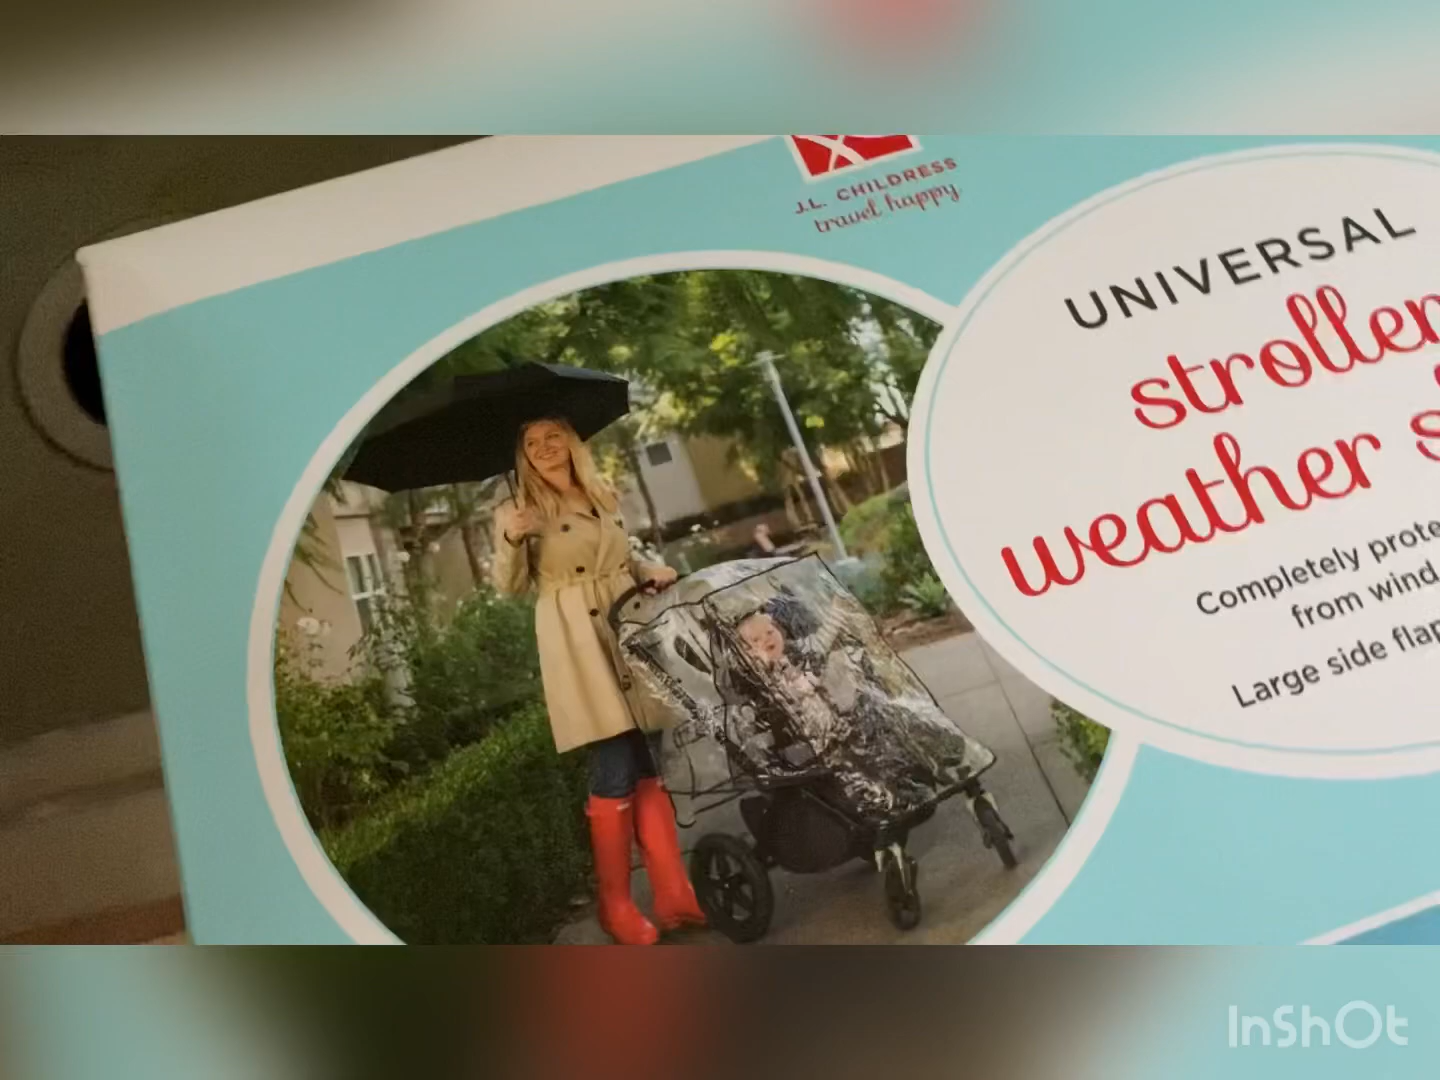 J.L. CHILDRESS
travel happy.
UNIVERSAL
stroller
weather s
Completely prote
from wind,
Large side flap
InShOt